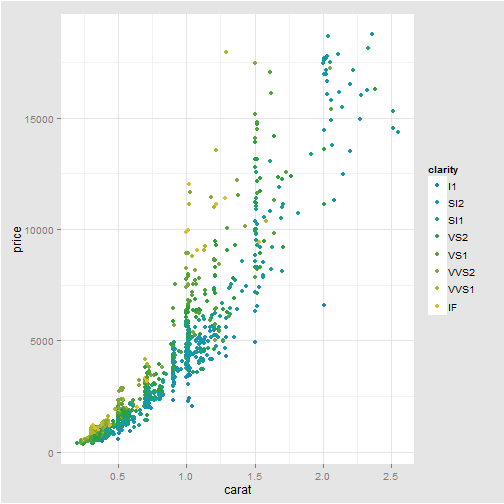 15000
10000
5000
0
price
0.5 1.0 1.5 2.0 2.5
carat
clarity
I1
SI2
SI1
VS2
VS1
VVS2
VVS1
IF